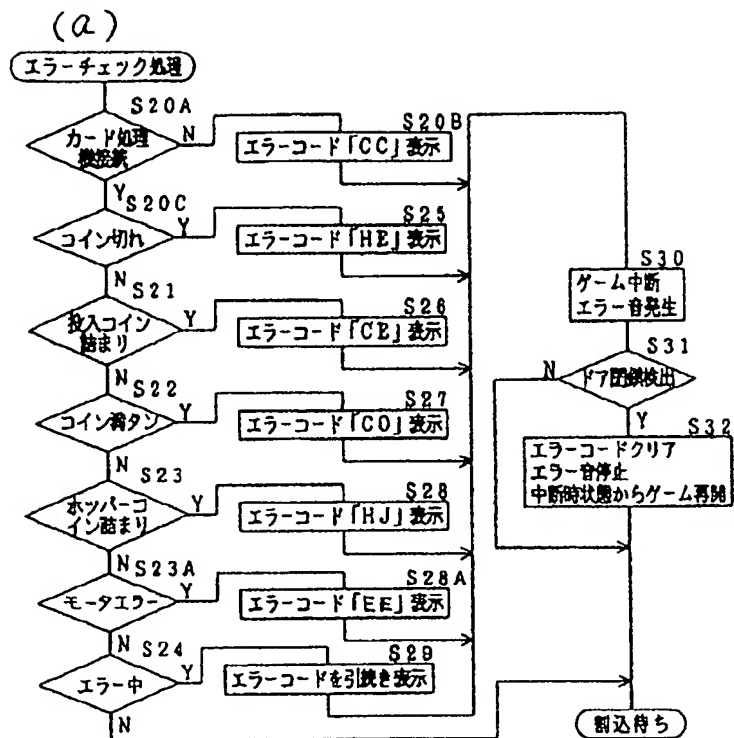 (a)
エラーチェック処理
S20A
カード処理
機接続
N
Y
S20B
エラーコード「CC」表示
S20C
コイン切れ
Y
N
S25
エラーコード「HE」表示
S21
投入コイン
詰まり
Y
N
S26
エラーコード「CE」表示
S22
コイン満タン
Y
N
S27
エラーコード「CO」表示
S23
ホッパーコ
イン詰まり
Y
N
S28
エラーコード「HJ」表示
S23A
モータエラー
Y
N
S28A
エラーコード「EE」表示
S24
エラー中
Y
N
S29
エラーコードを引続き表示
S30
ゲーム中断
エラー音発生
S31
ドア閉鎖検出
N
Y
S32
エラーコードクリア
エラー音停止
中断時状態からゲーム再開
割込待ち